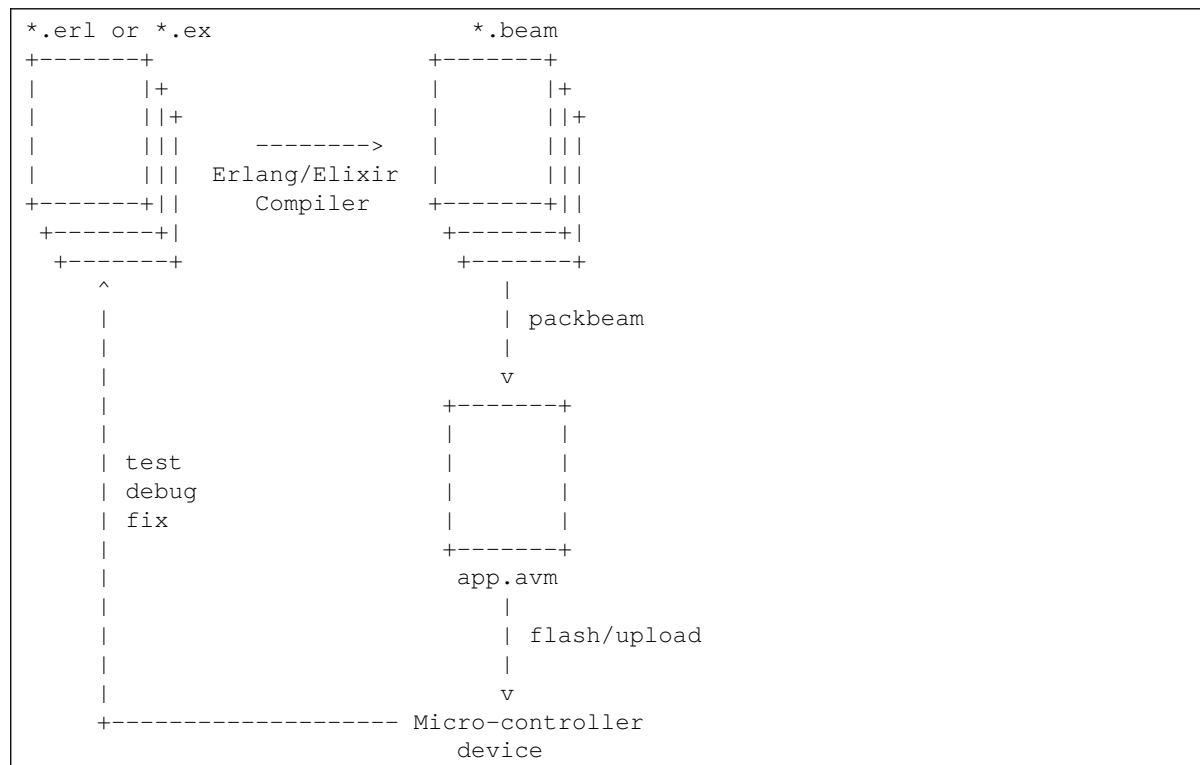 *.erl or *.ex *.beam
-------->
Erlang/Elixir
Compiler
packbeam
v
test
debug
fix
app.avm
flash/upload
v
Micro-controller
device